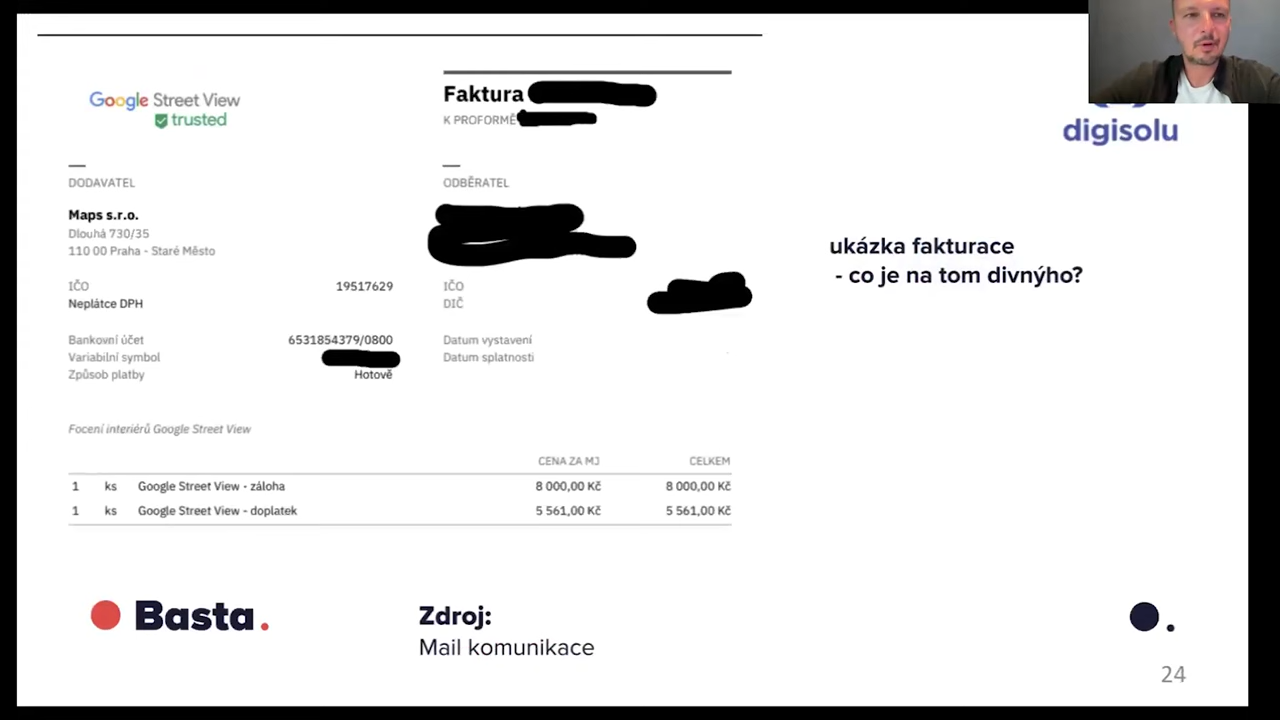 Google Street View
trusted
Faktura
K PROFORMĚ
digisolu
DODAVATEL
Maps s.r.o.
Dlouhá 730/35
110 00 Praha - Staré Město
IČO 19517629
Neplátce DPH
Bankovní účet 6531854379/0800
Variabilní symbol
Způsob platby Hotově
ODBĚRATEL
IČO
DIČ
Datum vystavení
Datum splatnosti
ukázka fakturace
- co je na tom divnýho?
Focení interiérů Google Street View
CENA ZA MJ CELKEM
1 ks Google Street View - záloha 8 000,00 Kč 8 000,00 Kč
1 ks Google Street View - doplatek 5 561,00 Kč 5 561,00 Kč
Basta.
Zdroj:
Mail komunikace
24